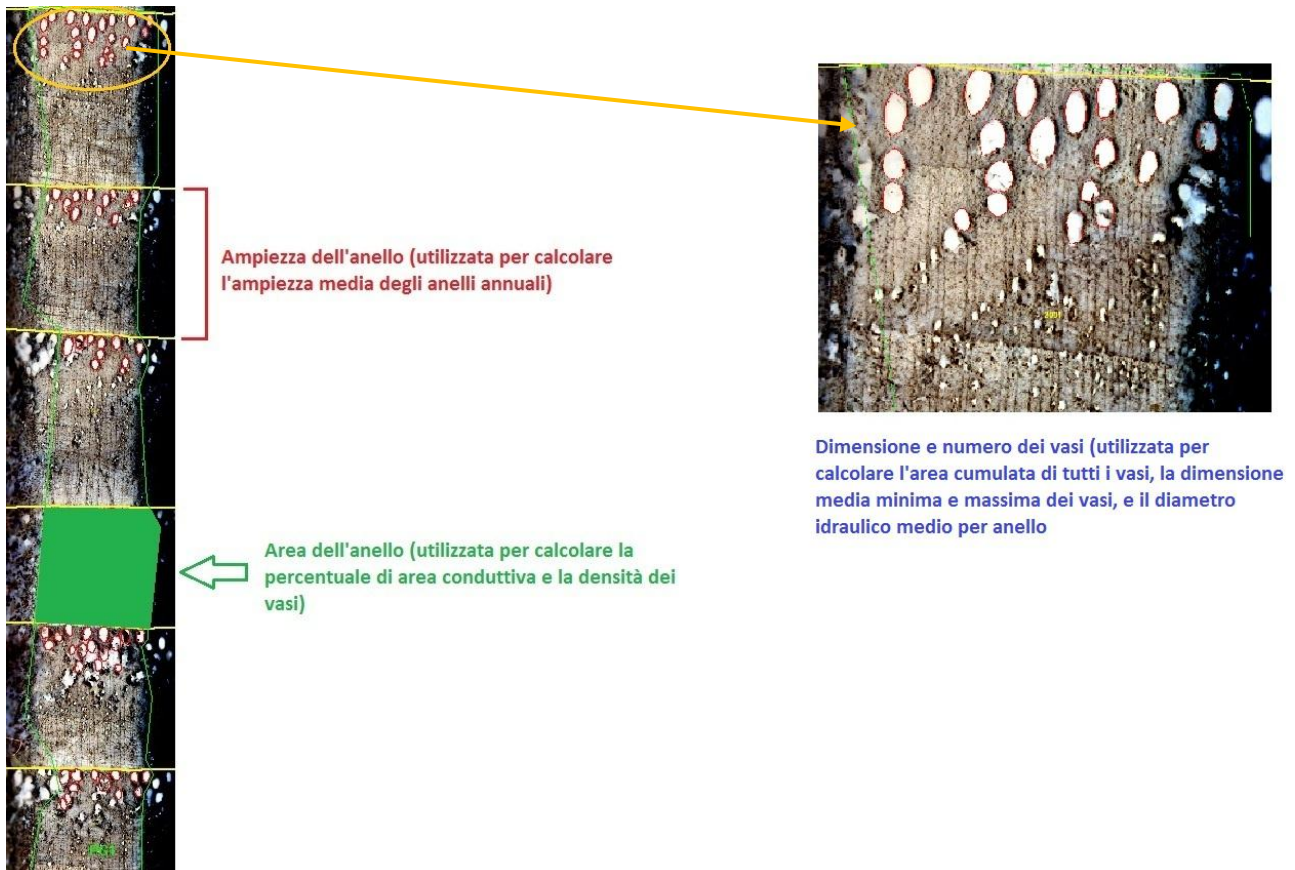 Ampiezza dell'anello (utilizzata per calcolare
l'ampiezza media degli anelli annuali)
2001
Dimensione e numero dei vasi (utilizzata per
calcolare l'area cumulata di tutti i vasi, la dimensione
media minima e massima dei vasi, e il diametro
idraulico medio per anello
Area dell'anello (utilizzata per calcolare la
percentuale di area conduttiva e la densità dei
vasi)